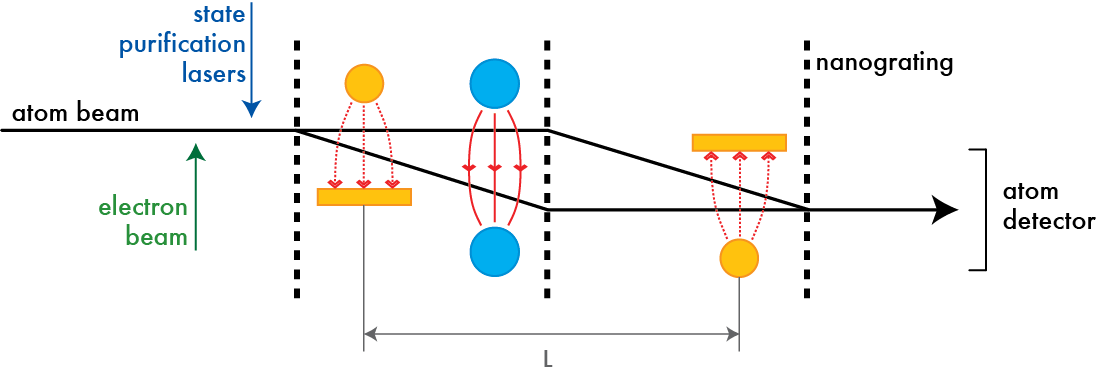 state
purification
lasers
nanograting
atom beam
electron
beam
atom
detector
L